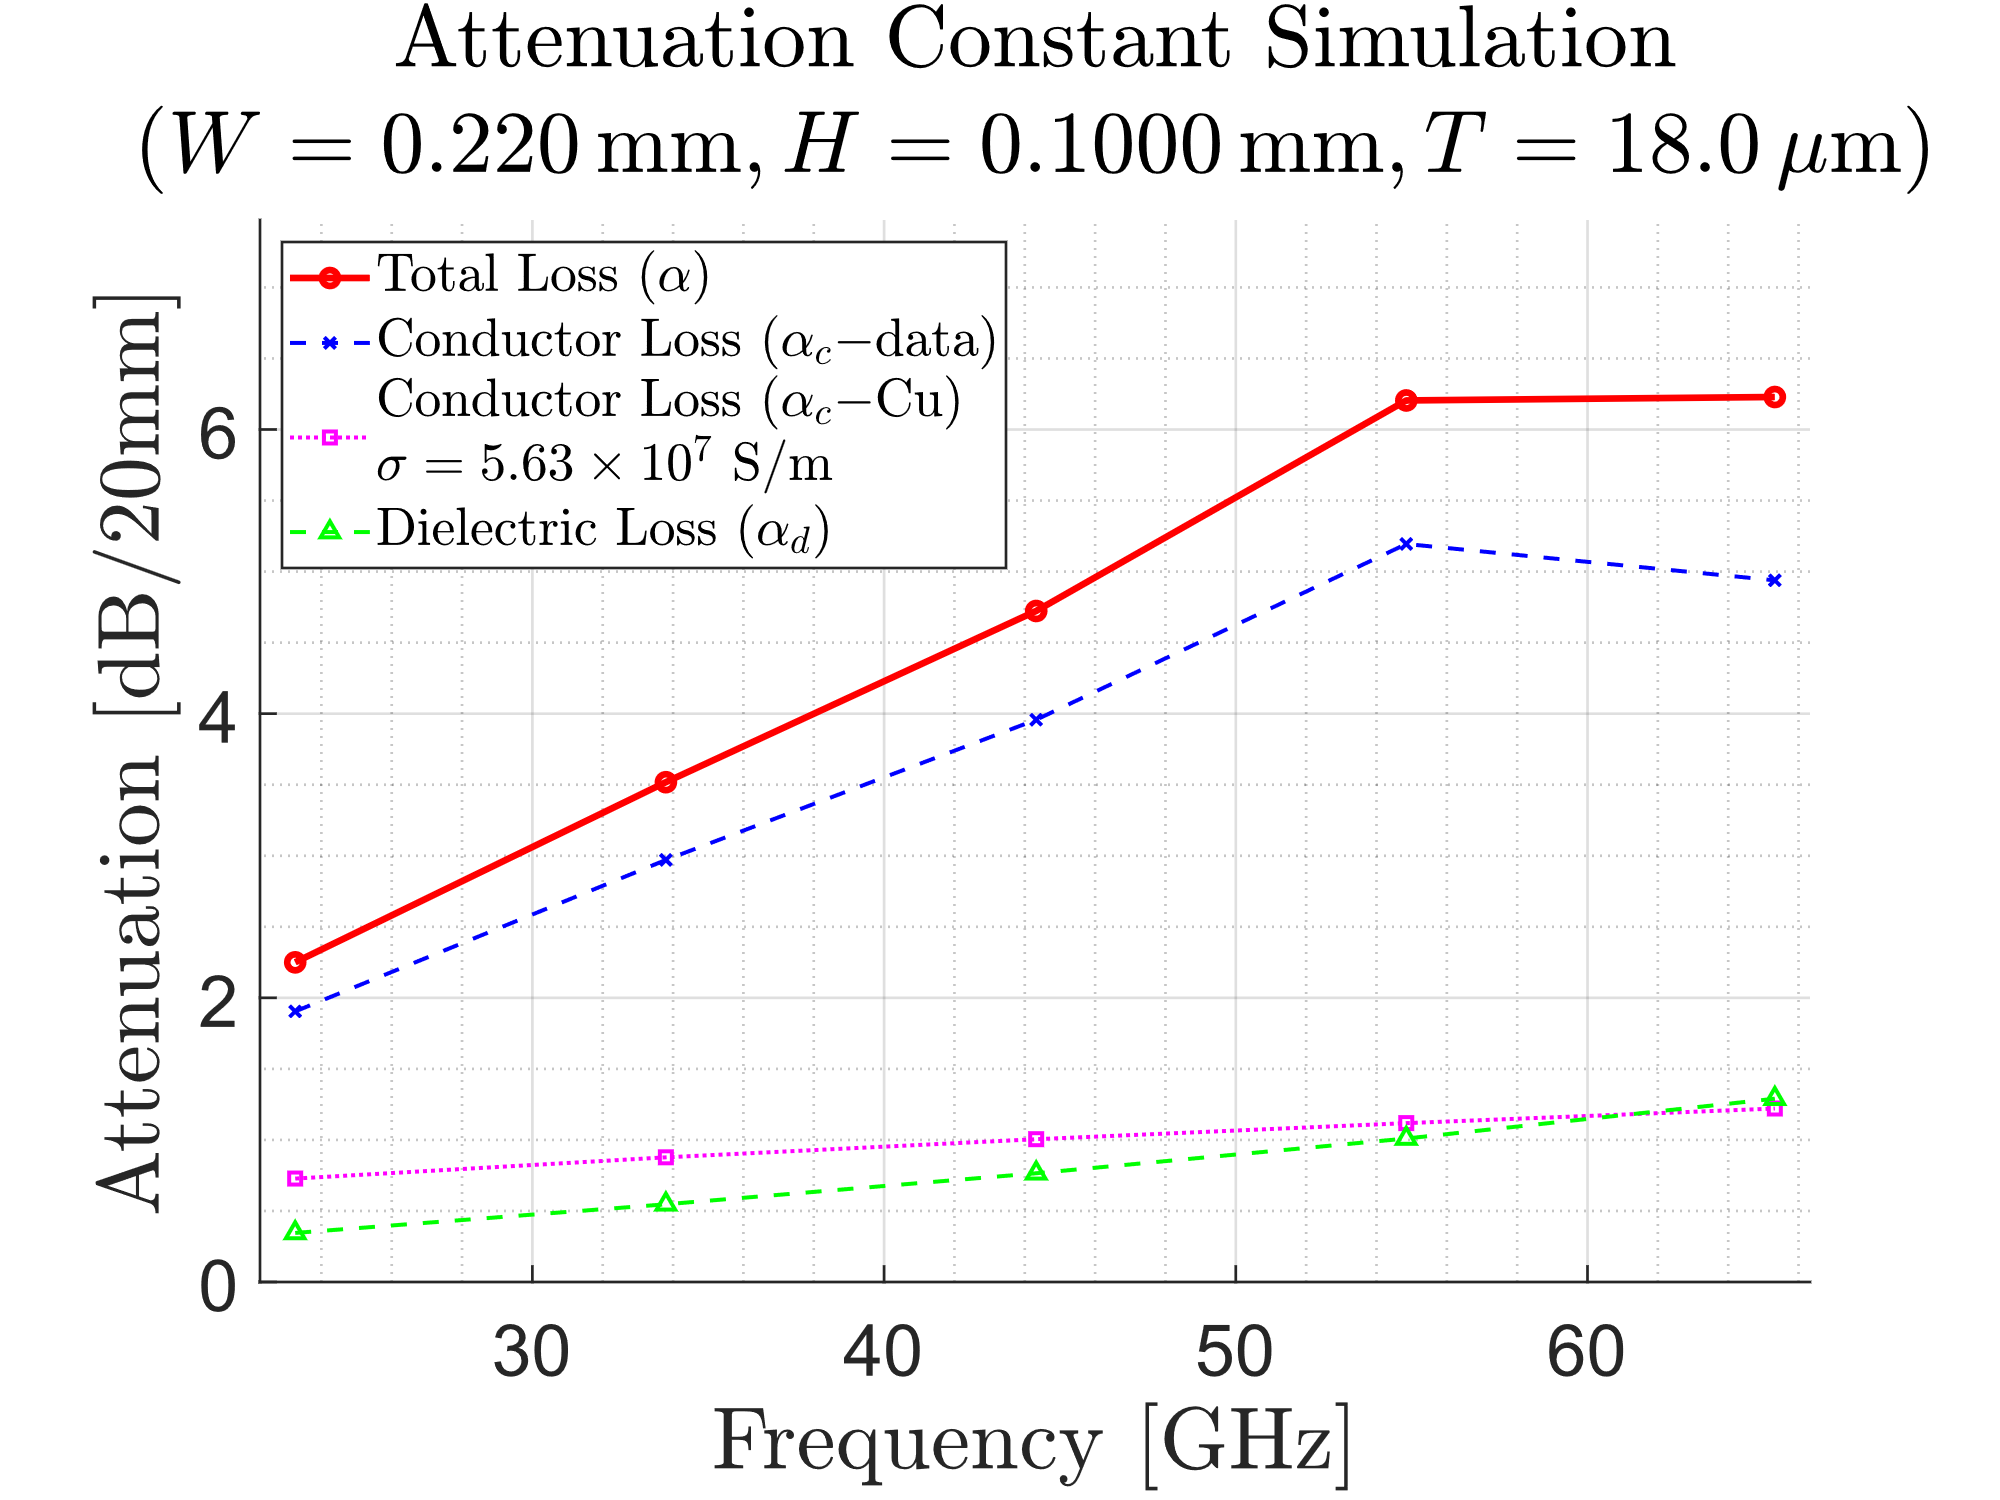 Attenuation Constant Simulation
(W = 0.220 mm, H = 0.1000 mm, T = 18.0 μm)
Total Loss (α)
Conductor Loss (α_c−data)
Conductor Loss (α_c−Cu)
σ = 5.63 × 10⁷ S/m
Dielectric Loss (α_d)
Attenuation [dB/20mm]
6
4
2
0
30 40 50 60
Frequency [GHz]